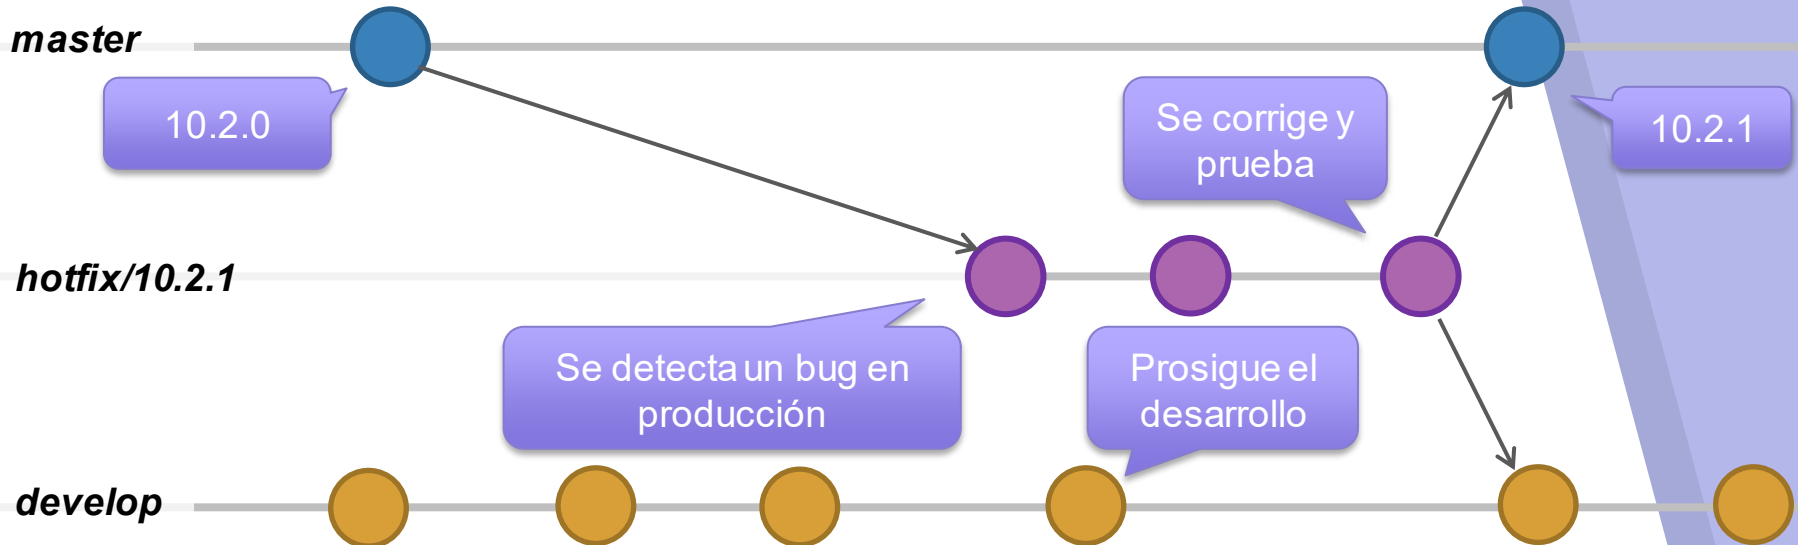 master
10.2.0
Se corrige y
prueba
10.2.1
hotfix/10.2.1
Se detecta un bug en
producción
Prosigue el
desarrollo
develop